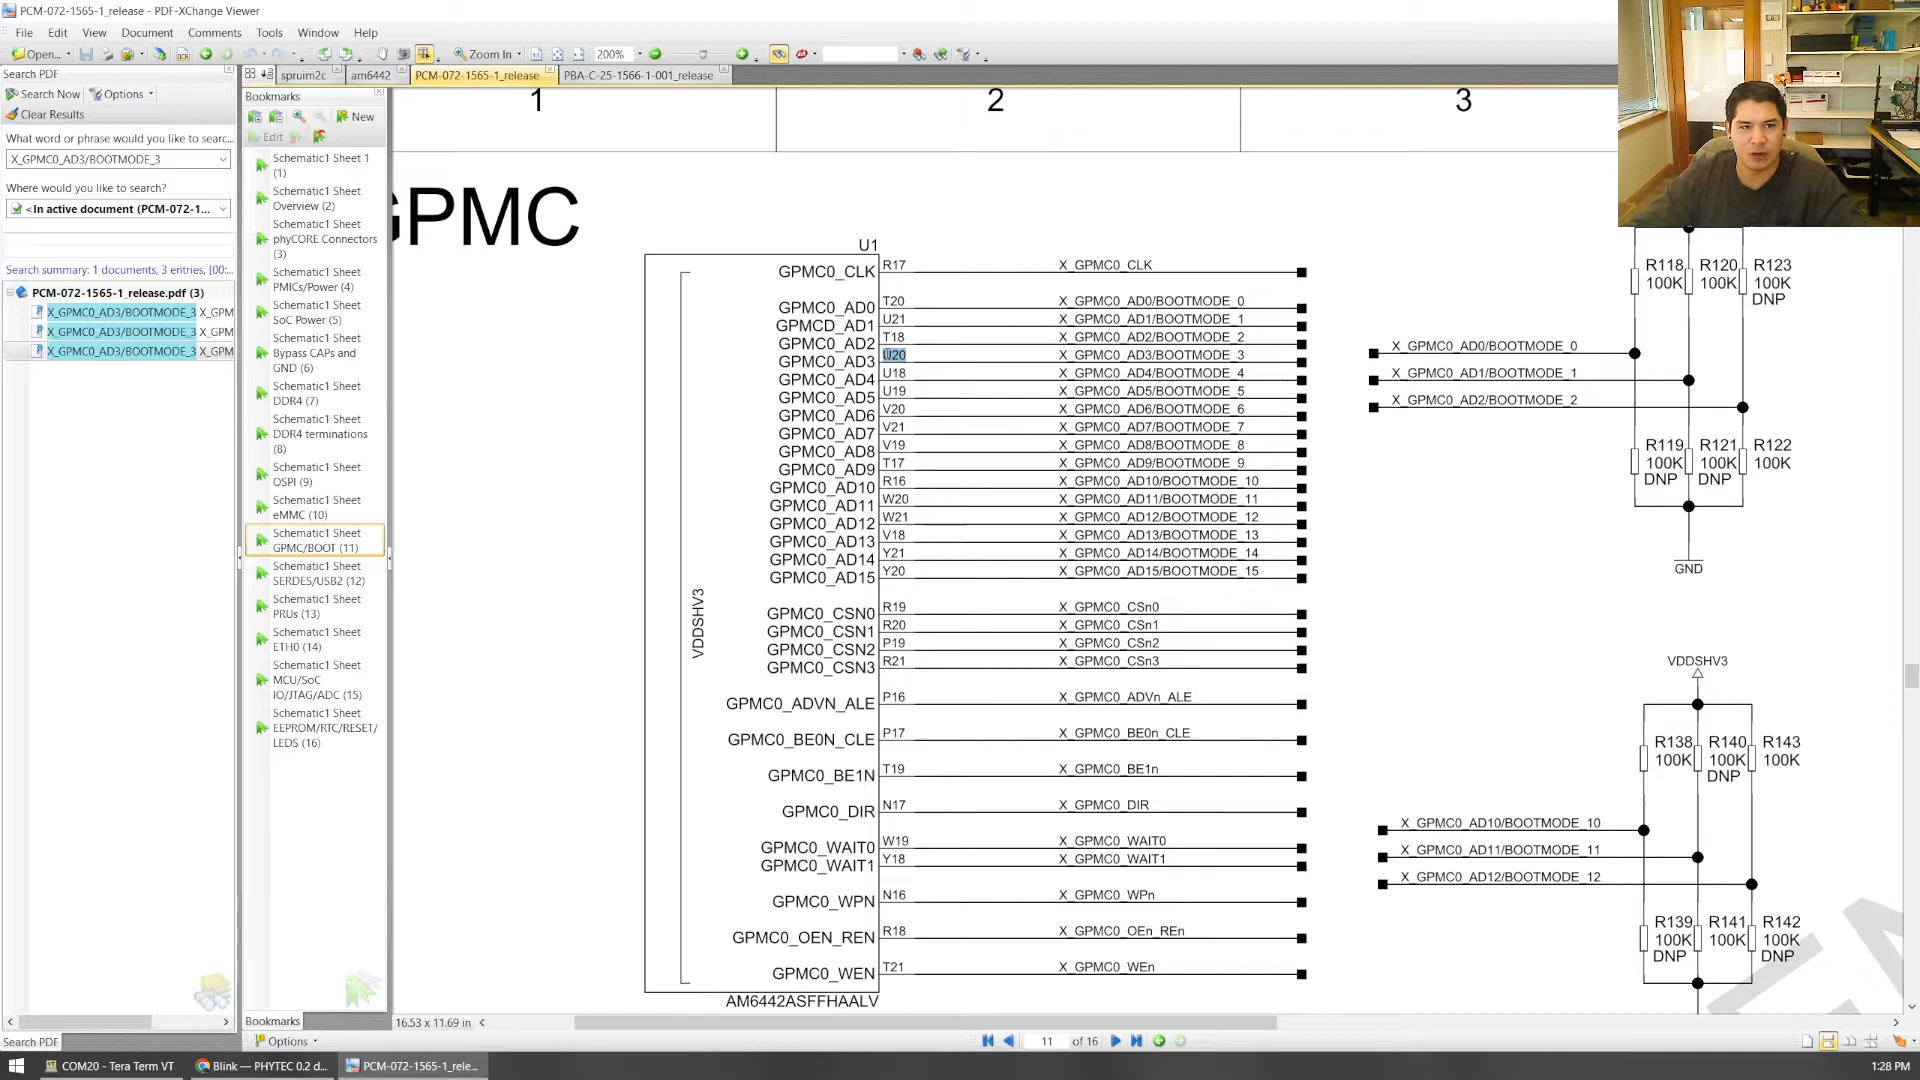 PCM-072-1565-1_release - PDF-XChange Viewer
File Edit View Document Comments Tools Window Help
Open... Zoom In 200%
Search PDF
spruim2c am6442 PCM-072-1565-1_release PBA-C-25-1566-1-001_release
Search Now Options
Clear Results
What word or phrase would you like to searc...
X_GPMC0_AD3/BOOTMODE_3
Where would you like to search?
<In active document (PCM-072-1...
Search summary: 1 documents, 3 entries, [00:...
PCM-072-1565-1_release.pdf (3)
X_GPMC0_AD3/BOOTMODE_3 X_GPM
X_GPMC0_AD3/BOOTMODE_3 X_GPM
X_GPMC0_AD3/BOOTMODE_3 X_GPM
Search PDF
Bookmarks
New
Edit
Schematic1 Sheet 1
(1)
Schematic1 Sheet
Overview (2)
Schematic1 Sheet
phyCORE Connectors
(3)
Schematic1 Sheet
PMICs/Power (4)
Schematic1 Sheet
SoC Power (5)
Schematic1 Sheet
Bypass CAPs and
GND (6)
Schematic1 Sheet
DDR4 (7)
Schematic1 Sheet
DDR4 terminations
(8)
Schematic1 Sheet
OSPI (9)
Schematic1 Sheet
eMMC (10)
Schematic1 Sheet
GPMC/BOOT (11)
Schematic1 Sheet
SERDES/USB2 (12)
Schematic1 Sheet
PRUs (13)
Schematic1 Sheet
ETH0 (14)
Schematic1 Sheet
MCU/SoC
IO/JTAG/ADC (15)
Schematic1 Sheet
EEPROM/RTC/RESET/
LEDS (16)
Bookmarks
Options
1 2 3
GPMC
U1
GPMC0_CLK R17 X_GPMC0_CLK
GPMC0_AD0 T20 X_GPMC0_AD0/BOOTMODE_0
GPMCD_AD1 U21 X_GPMC0_AD1/BOOTMODE_1
GPMC0_AD2 T18 X_GPMC0_AD2/BOOTMODE_2
GPMC0_AD3 U20 X_GPMC0_AD3/BOOTMODE_3
GPMC0_AD4 U18 X_GPMC0_AD4/BOOTMODE_4
GPMC0_AD5 U19 X_GPMC0_AD5/BOOTMODE_5
GPMC0_AD6 V20 X_GPMC0_AD6/BOOTMODE_6
GPMC0_AD7 V21 X_GPMC0_AD7/BOOTMODE_7
GPMC0_AD8 V19 X_GPMC0_AD8/BOOTMODE_8
GPMC0_AD9 T17 X_GPMC0_AD9/BOOTMODE_9
GPMC0_AD10 R16 X_GPMC0_AD10/BOOTMODE_10
GPMC0_AD11 W20 X_GPMC0_AD11/BOOTMODE_11
GPMC0_AD12 W21 X_GPMC0_AD12/BOOTMODE_12
GPMC0_AD13 V18 X_GPMC0_AD13/BOOTMODE_13
GPMC0_AD14 Y21 X_GPMC0_AD14/BOOTMODE_14
GPMC0_AD15 Y20 X_GPMC0_AD15/BOOTMODE_15
GPMC0_CSN0 R19 X_GPMC0_CSn0
GPMC0_CSN1 R20 X_GPMC0_CSn1
GPMC0_CSN2 P19 X_GPMC0_CSn2
GPMC0_CSN3 R21 X_GPMC0_CSn3
GPMC0_ADVN_ALE P16 X_GPMC0_ADVn_ALE
GPMC0_BE0N_CLE P17 X_GPMC0_BE0n_CLE
GPMC0_BE1N T19 X_GPMC0_BE1n
GPMC0_DIR N17 X_GPMC0_DIR
GPMC0_WAIT0 W19 X_GPMC0_WAIT0
GPMC0_WAIT1 Y18 X_GPMC0_WAIT1
GPMC0_WPN N16 X_GPMC0_WPn
GPMC0_OEN_REN R18 X_GPMC0_OEn_REn
GPMC0_WEN T21 X_GPMC0_WEn
VDDSHV3
AM6442ASFFHAALV
R118 R120 R123
100K 100K 100K
DNP
X_GPMC0_AD0/BOOTMODE_0
X_GPMC0_AD1/BOOTMODE_1
X_GPMC0_AD2/BOOTMODE_2
R119 R121 R122
100K 100K 100K
DNP DNP
GND
VDDSHV3
R138 R140 R143
100K 100K 100K
DNP
X_GPMC0_AD10/BOOTMODE_10
X_GPMC0_AD11/BOOTMODE_11
X_GPMC0_AD12/BOOTMODE_12
R139 R141 R142
100K 100K 100K
DNP DNP
16.53 x 11.69 in
11 of 16
COM20 - Tera Term VT Blink — PHYTEC 0.2 d... PCM-072-1565-1_rele...
1:28 PM